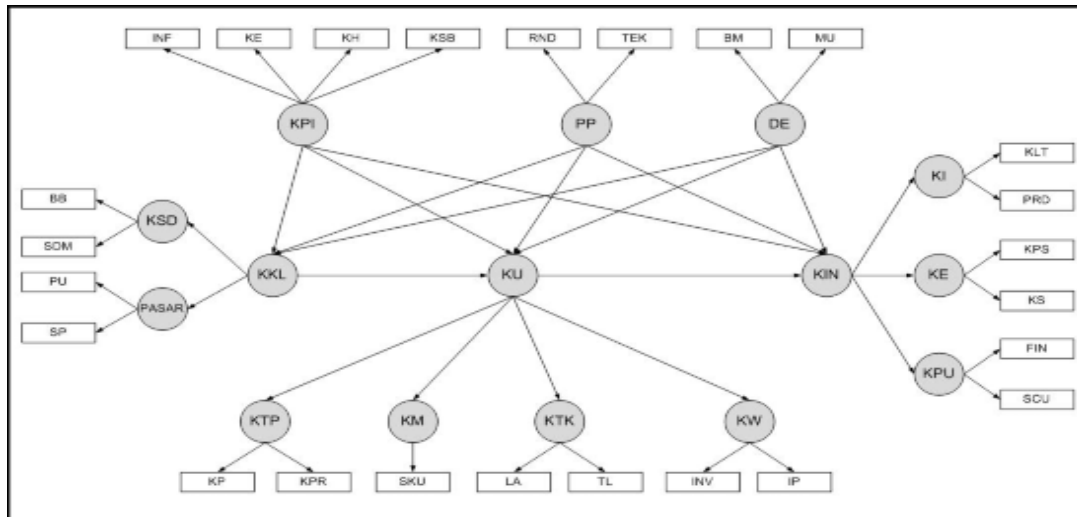 INF KE KH KSB RND TEK BM MU
KPI PP DE
KLT
KI
BB PRD
KSD
SDM KPS
PU KKL KU KIN KE
PASAR KS
SP
FIN
KPU
SCU
KTP KM KTK KW
KP KPR SKU LA TL INV IP